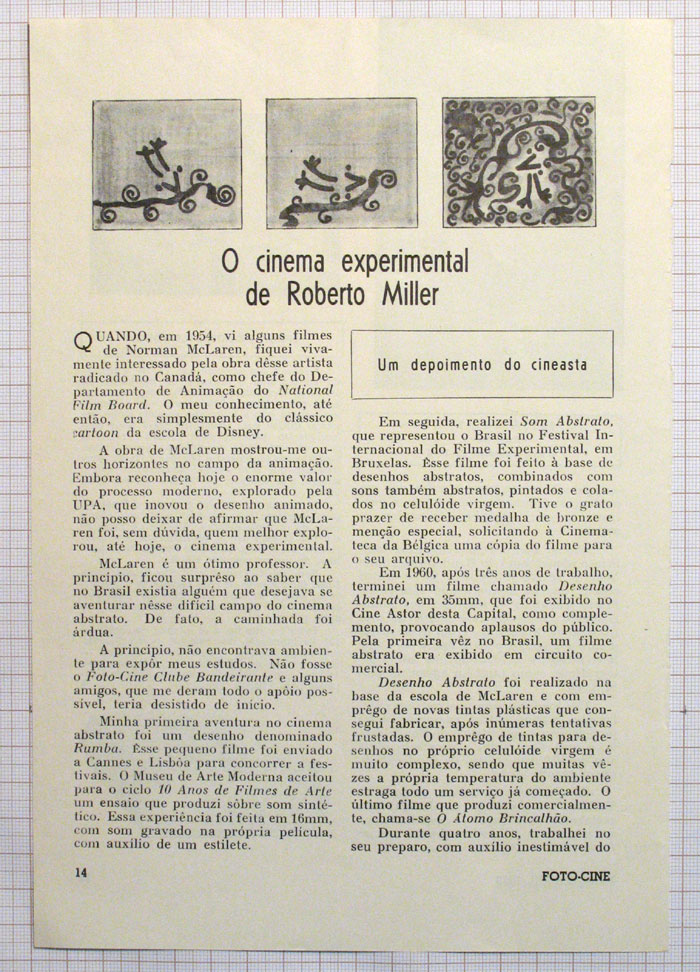 O cinema experimental
de Roberto Miller
QUANDO, em 1954, vi alguns filmes
de Norman McLaren, fiquei viva-
mente interessado pela obra dêsse artista
radicado no Canadá, como chefe do De-
partamento de Animação do National
Film Board. O meu conhecimento, até
então, era simplesmente do clássico
cartoon da escola de Disney.
A obra de McLaren mostrou-me ou-
tros horizontes no campo da animação.
Embora reconheça hoje o enorme valor
do processo moderno, explorado pela
UPA, que inovou o desenho animado,
não posso deixar de afirmar que McLa-
ren foi, sem dúvida, quem melhor explo-
rou, até hoje, o cinema experimental.
McLaren é um ótimo professor. A
princípio, ficou surprêso ao saber que
no Brasil existia alguém que desejava se
aventurar nêsse difícil campo do cinema
abstrato. De fato, a caminhada foi
árdua.
A princípio, não encontrava ambien-
te para expôr meus estudos. Não fosse
o Foto-Cine Clube Bandeirante e alguns
amigos, que me deram todo o apôio pos-
sível, teria desistido de início.
Minha primeira aventura no cinema
abstrato foi um desenho denominado
Rumba. Êsse pequeno filme foi enviado
a Cannes e Lisbôa para concorrer a fes-
tivais. O Museu de Arte Moderna aceitou
para o ciclo 10 Anos de Filmes de Arte
um ensaio que produzi sôbre som sinté-
tico. Essa experiência foi feita em 16mm,
com som gravado na própria película,
com auxílio de um estilete.
Um depoimento do cineasta
Em seguida, realizei Som Abstrato,
que representou o Brasil no Festival In-
ternacional do Filme Experimental, em
Bruxelas. Êsse filme foi feito à base de
desenhos abstratos, combinados com
sons também abstratos, pintados e cola-
dos no celulóide virgem. Tive o grato
prazer de receber medalha de bronze e
menção especial, solicitando à Cinema-
teca da Bélgica uma cópia do filme para
o seu arquivo.
Em 1960, após três anos de trabalho,
terminei um filme chamado Desenho
Abstrato, em 35mm, que foi exibido no
Cine Astor desta Capital, como comple-
mento, provocando aplausos do público.
Pela primeira vêz no Brasil, um filme
abstrato era exibido em circuito co-
mercial.
Desenho Abstrato foi realizado na
base da escola de McLaren e com em-
prêgo de novas tintas plásticas que con-
segui fabricar, após inúmeras tentativas
frustadas. O emprêgo de tintas para de-
senhos no próprio celulóide virgem é
muito complexo, sendo que muitas vê-
zes a própria temperatura do ambiente
estraga todo um serviço já começado. O
último filme que produzi comercialmen-
te, chama-se O Átomo Brincalhão.
Durante quatro anos, trabalhei no
seu preparo, com auxílio inestimável do
14
FOTO-CINE